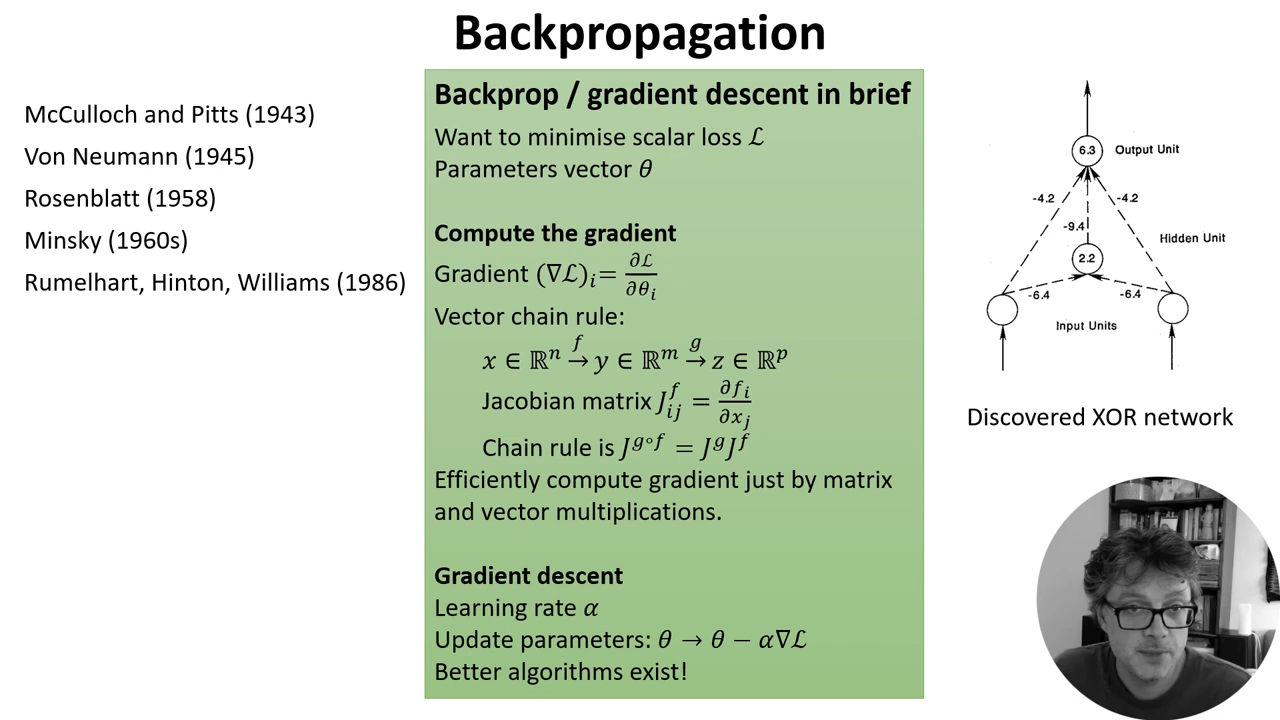 Backpropagation
McCulloch and Pitts (1943)
Von Neumann (1945)
Rosenblatt (1958)
Minsky (1960s)
Rumelhart, Hinton, Williams (1986)
Backprop / gradient descent in brief
Want to minimise scalar loss ℒ
Parameters vector θ
Compute the gradient
Gradient (∇ℒ)ᵢ = ∂ℒ/∂θᵢ
Vector chain rule:
x ∈ ℝⁿ →ᶠ y ∈ ℝᵐ →ᵍ z ∈ ℝᵖ
Jacobian matrix J^f_ij = ∂fᵢ/∂xⱼ
Chain rule is J^{g∘f} = J^g J^f
Efficiently compute gradient just by matrix
and vector multiplications.
Gradient descent
Learning rate α
Update parameters: θ → θ − α∇ℒ
Better algorithms exist!
6.3 Output Unit
-4.2 -4.2
-9.4
Hidden Unit
2.2
-6.4 -6.4
Input Units
Discovered XOR network